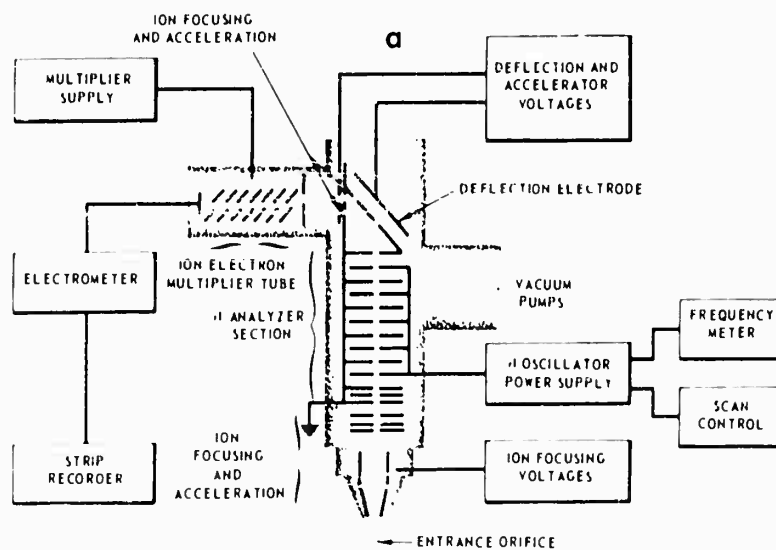 ION FOCUSING
AND ACCELERATION
a
MULTIPLIER
SUPPLY
DEFLECTION AND
ACCELERATOR
VOLTAGES
DEFLECTION ELECTRODE
ION ELECTRON
MULTIPLIER TUBE
ELECTROMETER
ANALYZER
SECTION
VACUUM
PUMPS
FREQUENCY
METER
OSCILLATOR
POWER SUPPLY
SCAN
CONTROL
ION
FOCUSING
AND
ACCELERATION
STRIP
RECORDER
ION FOCUSING
VOLTAGES
ENTRANCE ORIFICE